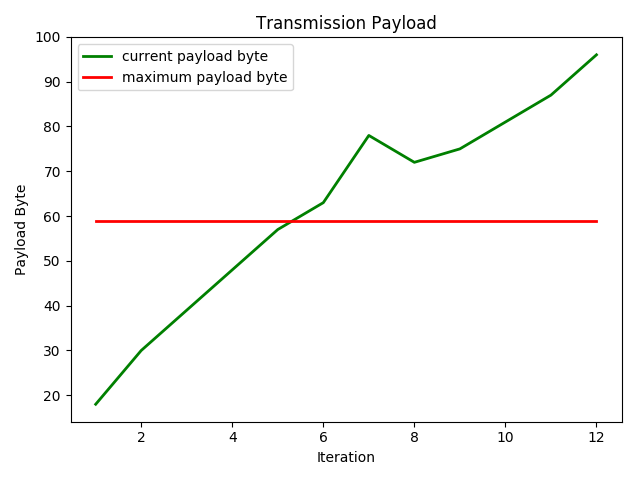 Transmission Payload
current payload byte
maximum payload byte
Payload Byte
100
90
80
70
60
50
40
30
20
2 4 6 8 10 12
Iteration